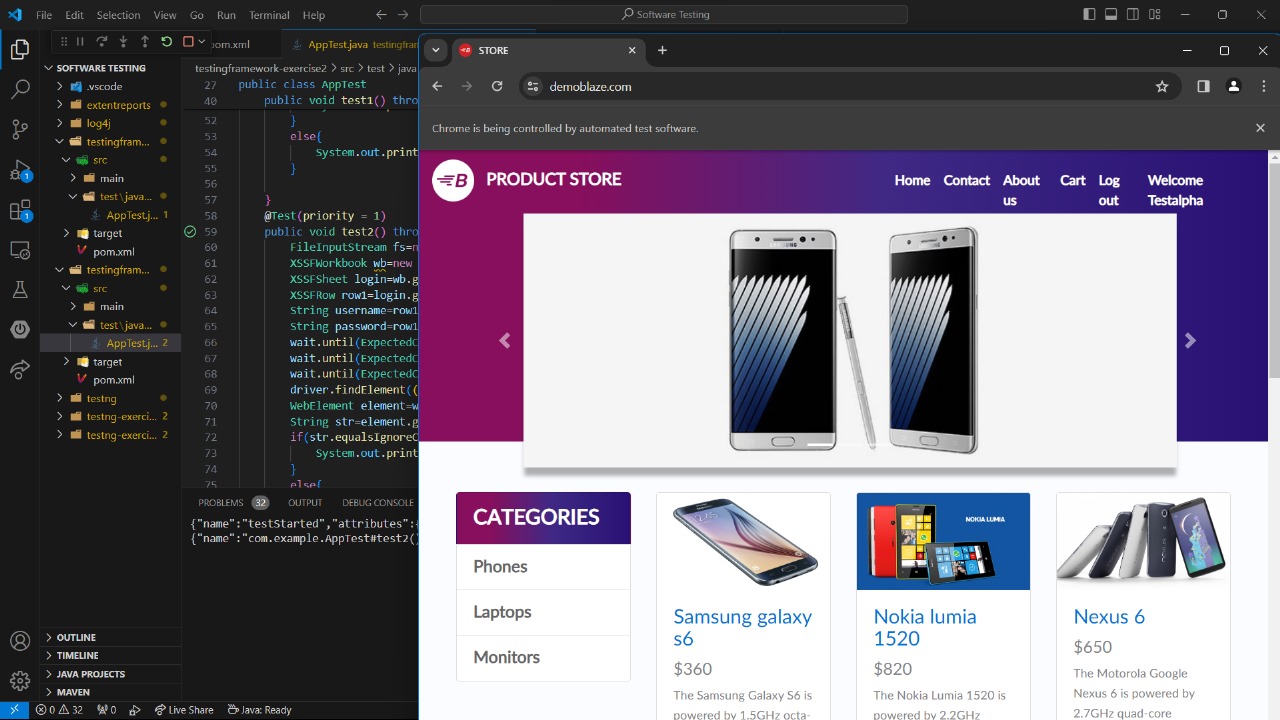 File Edit Selection View Go Run Terminal Help
Software Testing
pom.xml
AppTest.java testingfram
SOFTWARE TESTING
.vscode
extentreports
log4j
testingfram...
src
main
test\java...
AppTest.j... 1
target
pom.xml
testingfram...
src
main
test\java...
AppTest.j... 2
target
pom.xml
testng
testng-exerci... 2
testng-exerci... 2
OUTLINE
TIMELINE
JAVA PROJECTS
MAVEN
1
1
testingframework-exercise2 > src > test > java
27 public class AppTest
40 public void test1() thro
52 }
53 else{
54 System.out.print
55 }
56
57 }
58 @Test(priority = 1)
59 public void test2() thro
60 FileInputStream fs=n
61 XSSFWorkbook wb=new
62 XSSFSheet login=wb.g
63 XSSFRow row1=login.g
64 String username=row1
65 String password=row1
66 wait.until(ExpectedC
67 wait.until(ExpectedC
68 wait.until(ExpectedC
69 driver.findElement((
70 WebElement element=w
71 String str=element.g
72 if(str.equalsIgnoreC
73 System.out.print
74 }
75 else{
PROBLEMS 32 OUTPUT DEBUG CONSOLE
{"name":"testStarted","attributes":{
{"name":"com.example.AppTest#test2()
0 32 0 Live Share Java: Ready
STORE
demoblaze.com
Chrome is being controlled by automated test software.
B PRODUCT STORE
Home Contact About us Cart Log out Welcome Testalpha
SAMSUNG
CATEGORIES
Phones
Laptops
Monitors
Samsung galaxy
s6
$360
The Samsung Galaxy S6 is
powered by 1.5GHz octa-
NOKIA LUMIA
Nokia lumia
1520
$820
The Nokia Lumia 1520 is
powered by 2.2GHz
Nexus 6
$650
The Motorola Google
Nexus 6 is powered by
2.7GHz quad-core